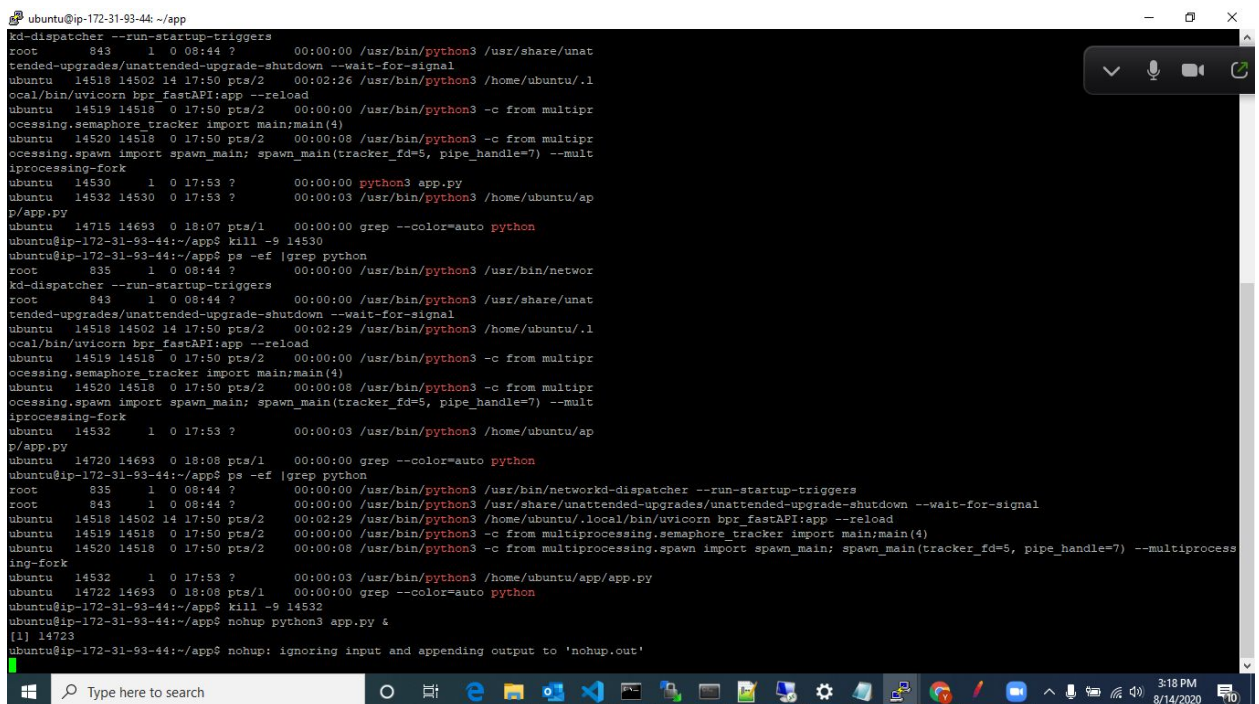 ubuntu@ip-172-31-93-44: ~/app
kd-dispatcher --run-startup-triggers
root       843     1  0 08:44 ?        00:00:00 /usr/bin/python3 /usr/share/unat
tended-upgrades/unattended-upgrade-shutdown --wait-for-signal
ubuntu   14518 14502 14 17:50 pts/2    00:02:26 /usr/bin/python3 /home/ubuntu/.l
ocal/bin/uvicorn bpr_fastAPI:app --reload
ubuntu   14519 14518  0 17:50 pts/2    00:00:00 /usr/bin/python3 -c from multipr
ocessing.semaphore_tracker import main;main(4)
ubuntu   14520 14518  0 17:50 pts/2    00:00:08 /usr/bin/python3 -c from multipr
ocessing.spawn import spawn_main; spawn_main(tracker_fd=5, pipe_handle=7) --mult
iprocessing-fork
ubuntu   14530     1  0 17:53 ?        00:00:00 python3 app.py
ubuntu   14532 14530  0 17:53 ?        00:00:03 /usr/bin/python3 /home/ubuntu/ap
p/app.py
ubuntu   14715 14693  0 18:07 pts/1    00:00:00 grep --color=auto python
ubuntu@ip-172-31-93-44:~/app$ kill -9 14530
ubuntu@ip-172-31-93-44:~/app$ ps -ef |grep python
root       835     1  0 08:44 ?        00:00:00 /usr/bin/python3 /usr/bin/networ
kd-dispatcher --run-startup-triggers
root       843     1  0 08:44 ?        00:00:00 /usr/bin/python3 /usr/share/unat
tended-upgrades/unattended-upgrade-shutdown --wait-for-signal
ubuntu   14518 14502 14 17:50 pts/2    00:02:29 /usr/bin/python3 /home/ubuntu/.l
ocal/bin/uvicorn bpr_fastAPI:app --reload
ubuntu   14519 14518  0 17:50 pts/2    00:00:00 /usr/bin/python3 -c from multipr
ocessing.semaphore_tracker import main;main(4)
ubuntu   14520 14518  0 17:50 pts/2    00:00:08 /usr/bin/python3 -c from multipr
ocessing.spawn import spawn_main; spawn_main(tracker_fd=5, pipe_handle=7) --mult
iprocessing-fork
ubuntu   14532     1  0 17:53 ?        00:00:03 /usr/bin/python3 /home/ubuntu/ap
p/app.py
ubuntu   14720 14693  0 18:08 pts/1    00:00:00 grep --color=auto python
ubuntu@ip-172-31-93-44:~/app$ ps -ef |grep python
root       835     1  0 08:44 ?        00:00:00 /usr/bin/python3 /usr/bin/networkd-dispatcher --run-startup-triggers
root       843     1  0 08:44 ?        00:00:00 /usr/bin/python3 /usr/share/unattended-upgrades/unattended-upgrade-shutdown --wait-for-signal
ubuntu   14518 14502 14 17:50 pts/2    00:02:29 /usr/bin/python3 /home/ubuntu/.local/bin/uvicorn bpr_fastAPI:app --reload
ubuntu   14519 14518  0 17:50 pts/2    00:00:00 /usr/bin/python3 -c from multiprocessing.semaphore_tracker import main;main(4)
ubuntu   14520 14518  0 17:50 pts/2    00:00:08 /usr/bin/python3 -c from multiprocessing.spawn import spawn_main; spawn_main(tracker_fd=5, pipe_handle=7) --multiprocess
ing-fork
ubuntu   14532     1  0 17:53 ?        00:00:03 /usr/bin/python3 /home/ubuntu/app/app.py
ubuntu   14722 14693  0 18:08 pts/1    00:00:00 grep --color=auto python
ubuntu@ip-172-31-93-44:~/app$ kill -9 14532
ubuntu@ip-172-31-93-44:~/app$ nohup python3 app.py &
[1] 14723
ubuntu@ip-172-31-93-44:~/app$ nohup: ignoring input and appending output to 'nohup.out'
Type here to search
3:18 PM
8/14/2020